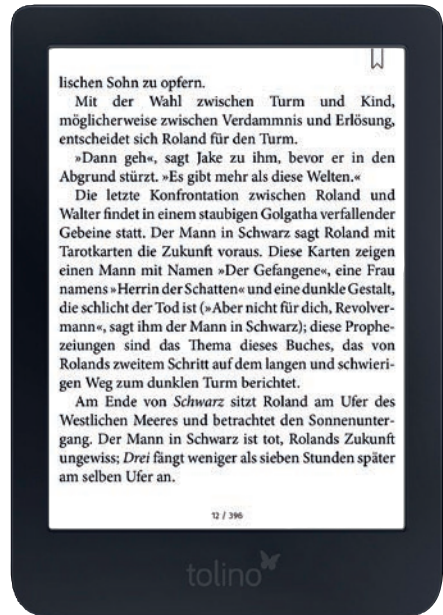 lischen Sohn zu opfern.
Mit der Wahl zwischen Turm und Kind,
möglicherweise zwischen Verdammnis und Erlösung,
entscheidet sich Roland für den Turm.
»Dann geh«, sagt Jake zu ihm, bevor er in den
Abgrund stürzt. »Es gibt mehr als diese Welten.«
Die letzte Konfrontation zwischen Roland und
Walter findet in einem staubigen Golgatha verfallender
Gebeine statt. Der Mann in Schwarz sagt Roland mit
Tarotkarten die Zukunft voraus. Diese Karten zeigen
einen Mann mit Namen »Der Gefangene«, eine Frau
namens »Herrin der Schatten« und eine dunkle Gestalt,
die schlicht der Tod ist (»Aber nicht für dich, Revolver-
mann«, sagt ihm der Mann in Schwarz); diese Prophe-
zeiungen sind das Thema dieses Buches, das von
Rolands zweitem Schritt auf dem langen und schwieri-
gen Weg zum dunklen Turm berichtet.
Am Ende von Schwarz sitzt Roland am Ufer des
Westlichen Meeres und betrachtet den Sonnenunter-
gang. Der Mann in Schwarz ist tot, Rolands Zukunft
ungewiss; Drei fängt weniger als sieben Stunden später
am selben Ufer an.
12 / 396
tolino